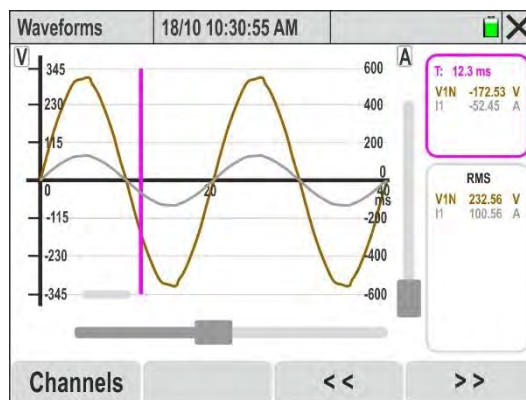 Waveforms
18/10 10:30:55 AM
V
A
345
230
115
0
-115
-230
-345
20
40
ms
600
400
200
0
-200
-400
-600
T: 12.3 ms
V1N -172.53 V
I1 -52.45 A
RMS
V1N 232.56 V
I1 100.56 A
Channels
<<
>>